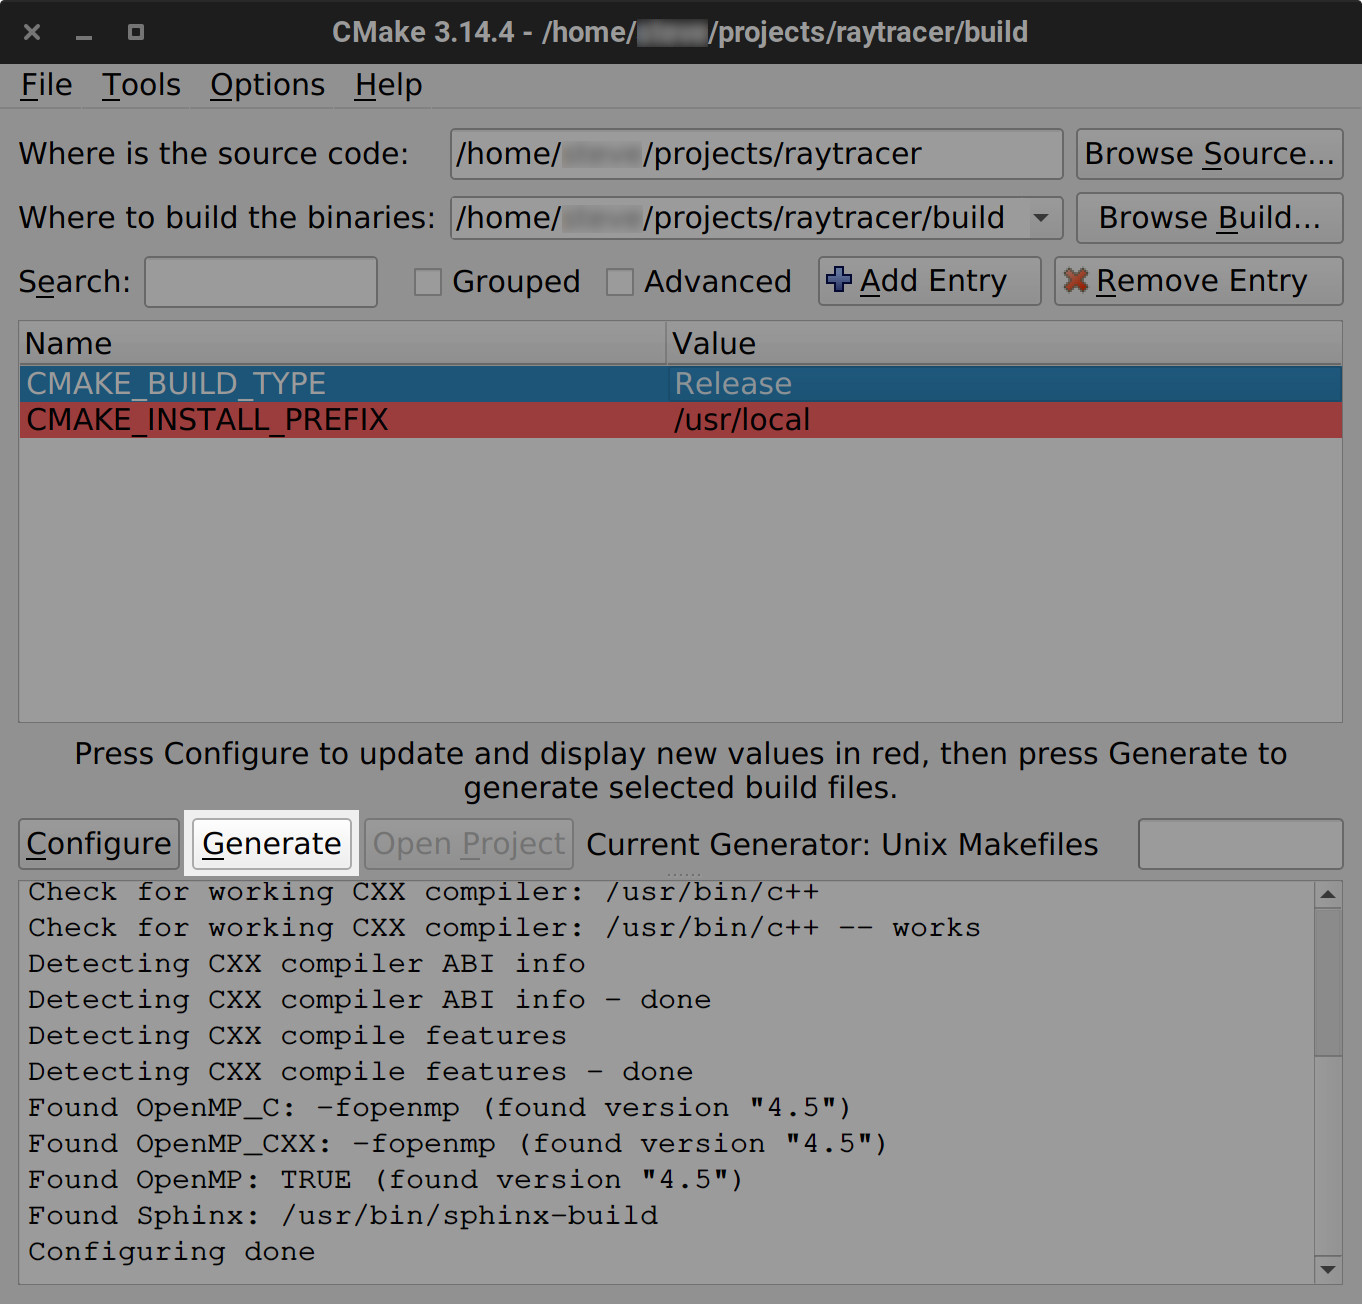 CMake 3.14.4 - /home/ /projects/raytracer/build
File Tools Options Help
Where is the source code: /home/ /projects/raytracer Browse Source...
Where to build the binaries: /home/ /projects/raytracer/build Browse Build...
Search: Grouped Advanced Add Entry Remove Entry
Name Value
CMAKE_BUILD_TYPE Release
CMAKE_INSTALL_PREFIX /usr/local
Press Configure to update and display new values in red, then press Generate to
generate selected build files.
Configure Generate Open Project Current Generator: Unix Makefiles
Check for working CXX compiler: /usr/bin/c++
Check for working CXX compiler: /usr/bin/c++ -- works
Detecting CXX compiler ABI info
Detecting CXX compiler ABI info - done
Detecting CXX compile features
Detecting CXX compile features - done
Found OpenMP_C: -fopenmp (found version "4.5")
Found OpenMP_CXX: -fopenmp (found version "4.5")
Found OpenMP: TRUE (found version "4.5")
Found Sphinx: /usr/bin/sphinx-build
Configuring done